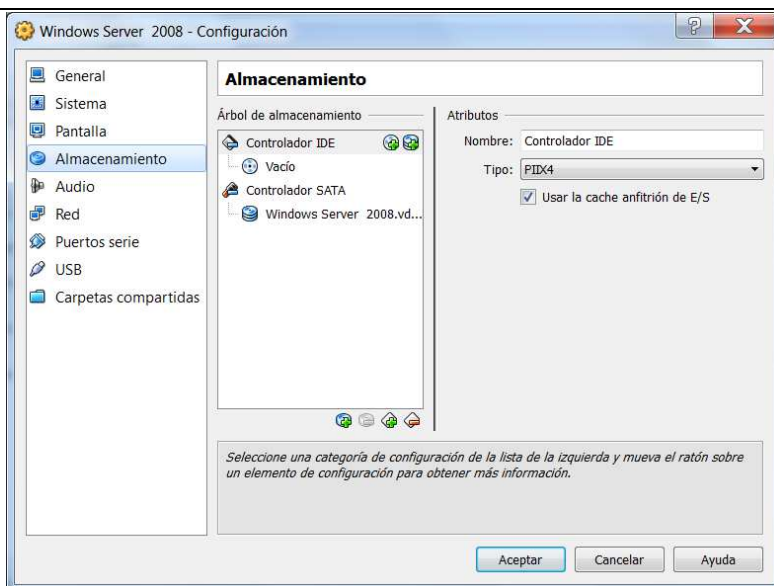 Windows Server 2008 - Configuración
General
Sistema
Pantalla
Almacenamiento
Audio
Red
Puertos serie
USB
Carpetas compartidas
Almacenamiento
Árbol de almacenamiento
Controlador IDE
Vacío
Controlador SATA
Windows Server 2008.vd...
Atributos
Nombre: Controlador IDE
Tipo: PIIX4
Usar la cache anfitrión de E/S
Seleccione una categoría de configuración de la lista de la izquierda y mueva el ratón sobre
un elemento de configuración para obtener más información.
Aceptar Cancelar Ayuda